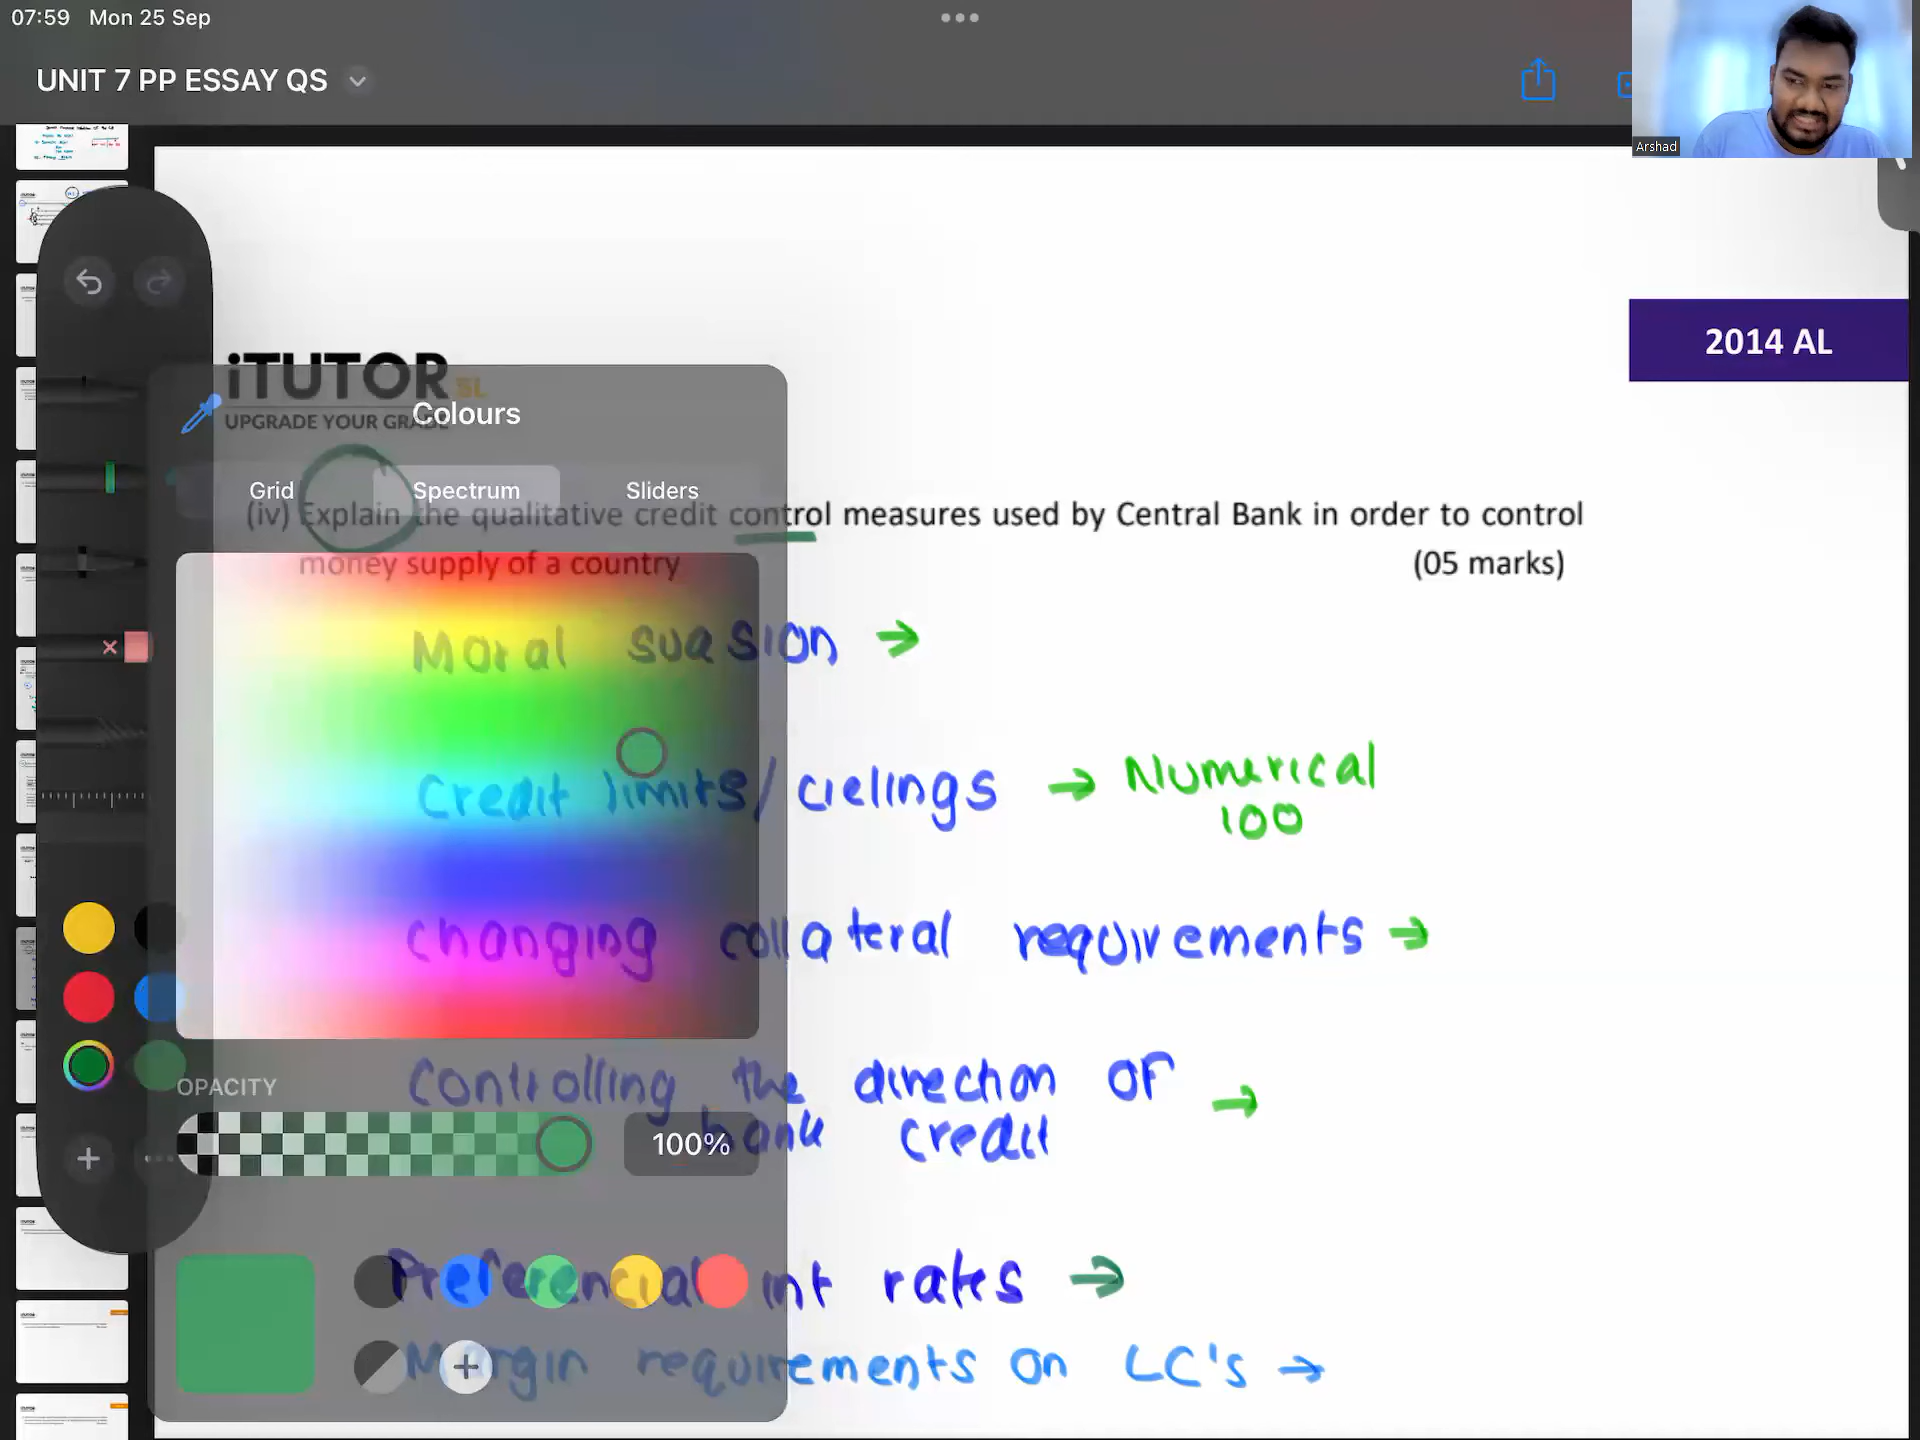 07:59 Mon 25 Sep
UNIT 7 PP ESSAY QS
Arshad
2014 AL
iTUTOR SL
UPGRADE YOUR GRADE
Colours
Grid Spectrum Sliders
(iv) Explain the qualitative credit control measures used by Central Bank in order to control
money supply of a country (05 marks)
Moral suasion →
Credit limits/cielings → Numerical
100
changing collateral requirements →
Controlling the direction of →
bank credit
OPACITY
100%
Preferencial int rates →
Margin requirements on LC's →